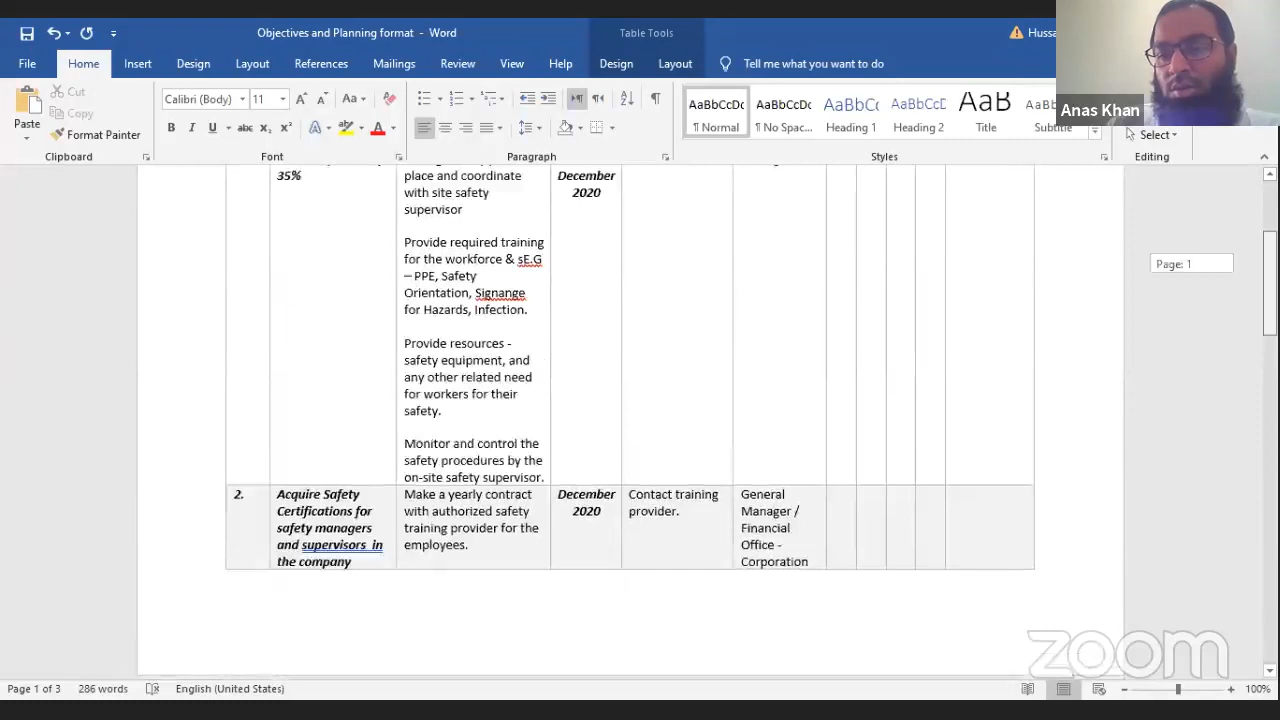 Objectives and Planning format - Word
Table Tools
Hussa
File
Home
Insert
Design
Layout
References
Mailings
Review
View
Help
Design
Layout
Tell me what you want to do
Anas Khan
Paste
Cut
Copy
Format Painter
Clipboard
Calibri (Body)
11
Font
Paragraph
AaBbCcDc
¶ Normal
AaBbCcDc
¶ No Spac...
AaBbCc
Heading 1
AaBbCcD
Heading 2
AaB
Title
AaBbC
Subtitle
Styles
Select
Editing
35%
place and coordinate
with site safety
supervisor
Provide required training
for the workforce & sE.G
– PPE, Safety
Orientation, Signange
for Hazards, Infection.
Provide resources -
safety equipment, and
any other related need
for workers for their
safety.
Monitor and control the
safety procedures by the
on-site safety supervisor.
December
2020
2.
Acquire Safety
Certifications for
safety managers
and supervisors in
the company
Make a yearly contract
with authorized safety
training provider for the
employees.
December
2020
Contact training
provider.
General
Manager /
Financial
Office -
Corporation
Page: 1
zoom
Page 1 of 3
286 words
English (United States)
100%